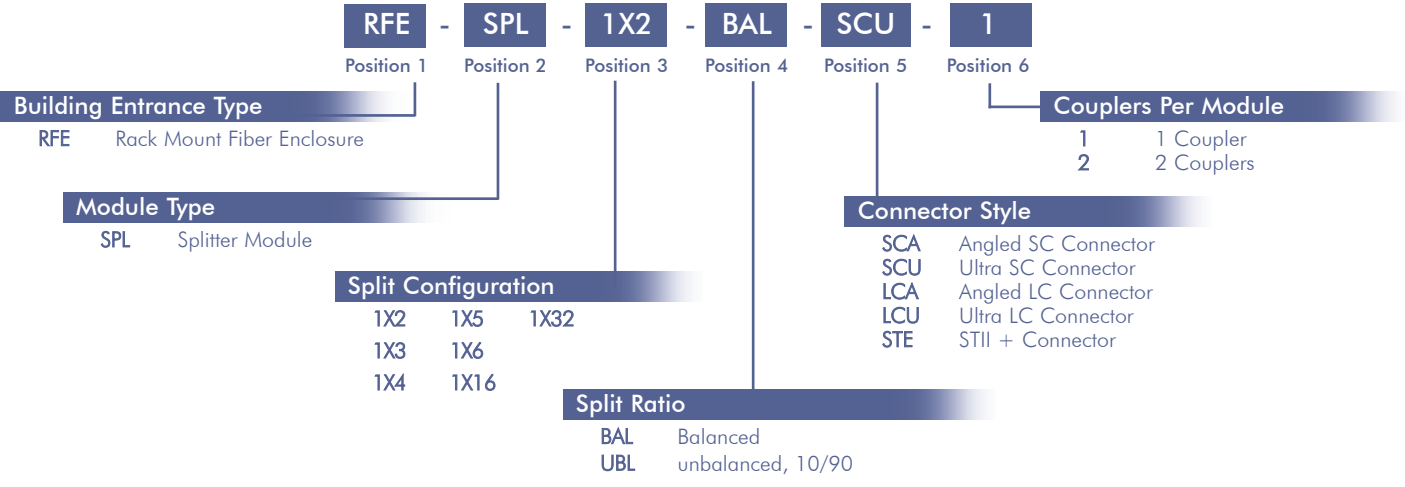 RFE - SPL - 1X2 - BAL - SCU - 1
Position 1 Position 2 Position 3 Position 4 Position 5 Position 6
Building Entrance Type
RFE Rack Mount Fiber Enclosure
Couplers Per Module
1 1 Coupler
2 2 Couplers
Module Type
SPL Splitter Module
Connector Style
SCA Angled SC Connector
SCU Ultra SC Connector
LCA Angled LC Connector
LCU Ultra LC Connector
STE STII + Connector
Split Configuration
1X2 1X5 1X32
1X3 1X6
1X4 1X16
Split Ratio
BAL Balanced
UBL unbalanced, 10/90